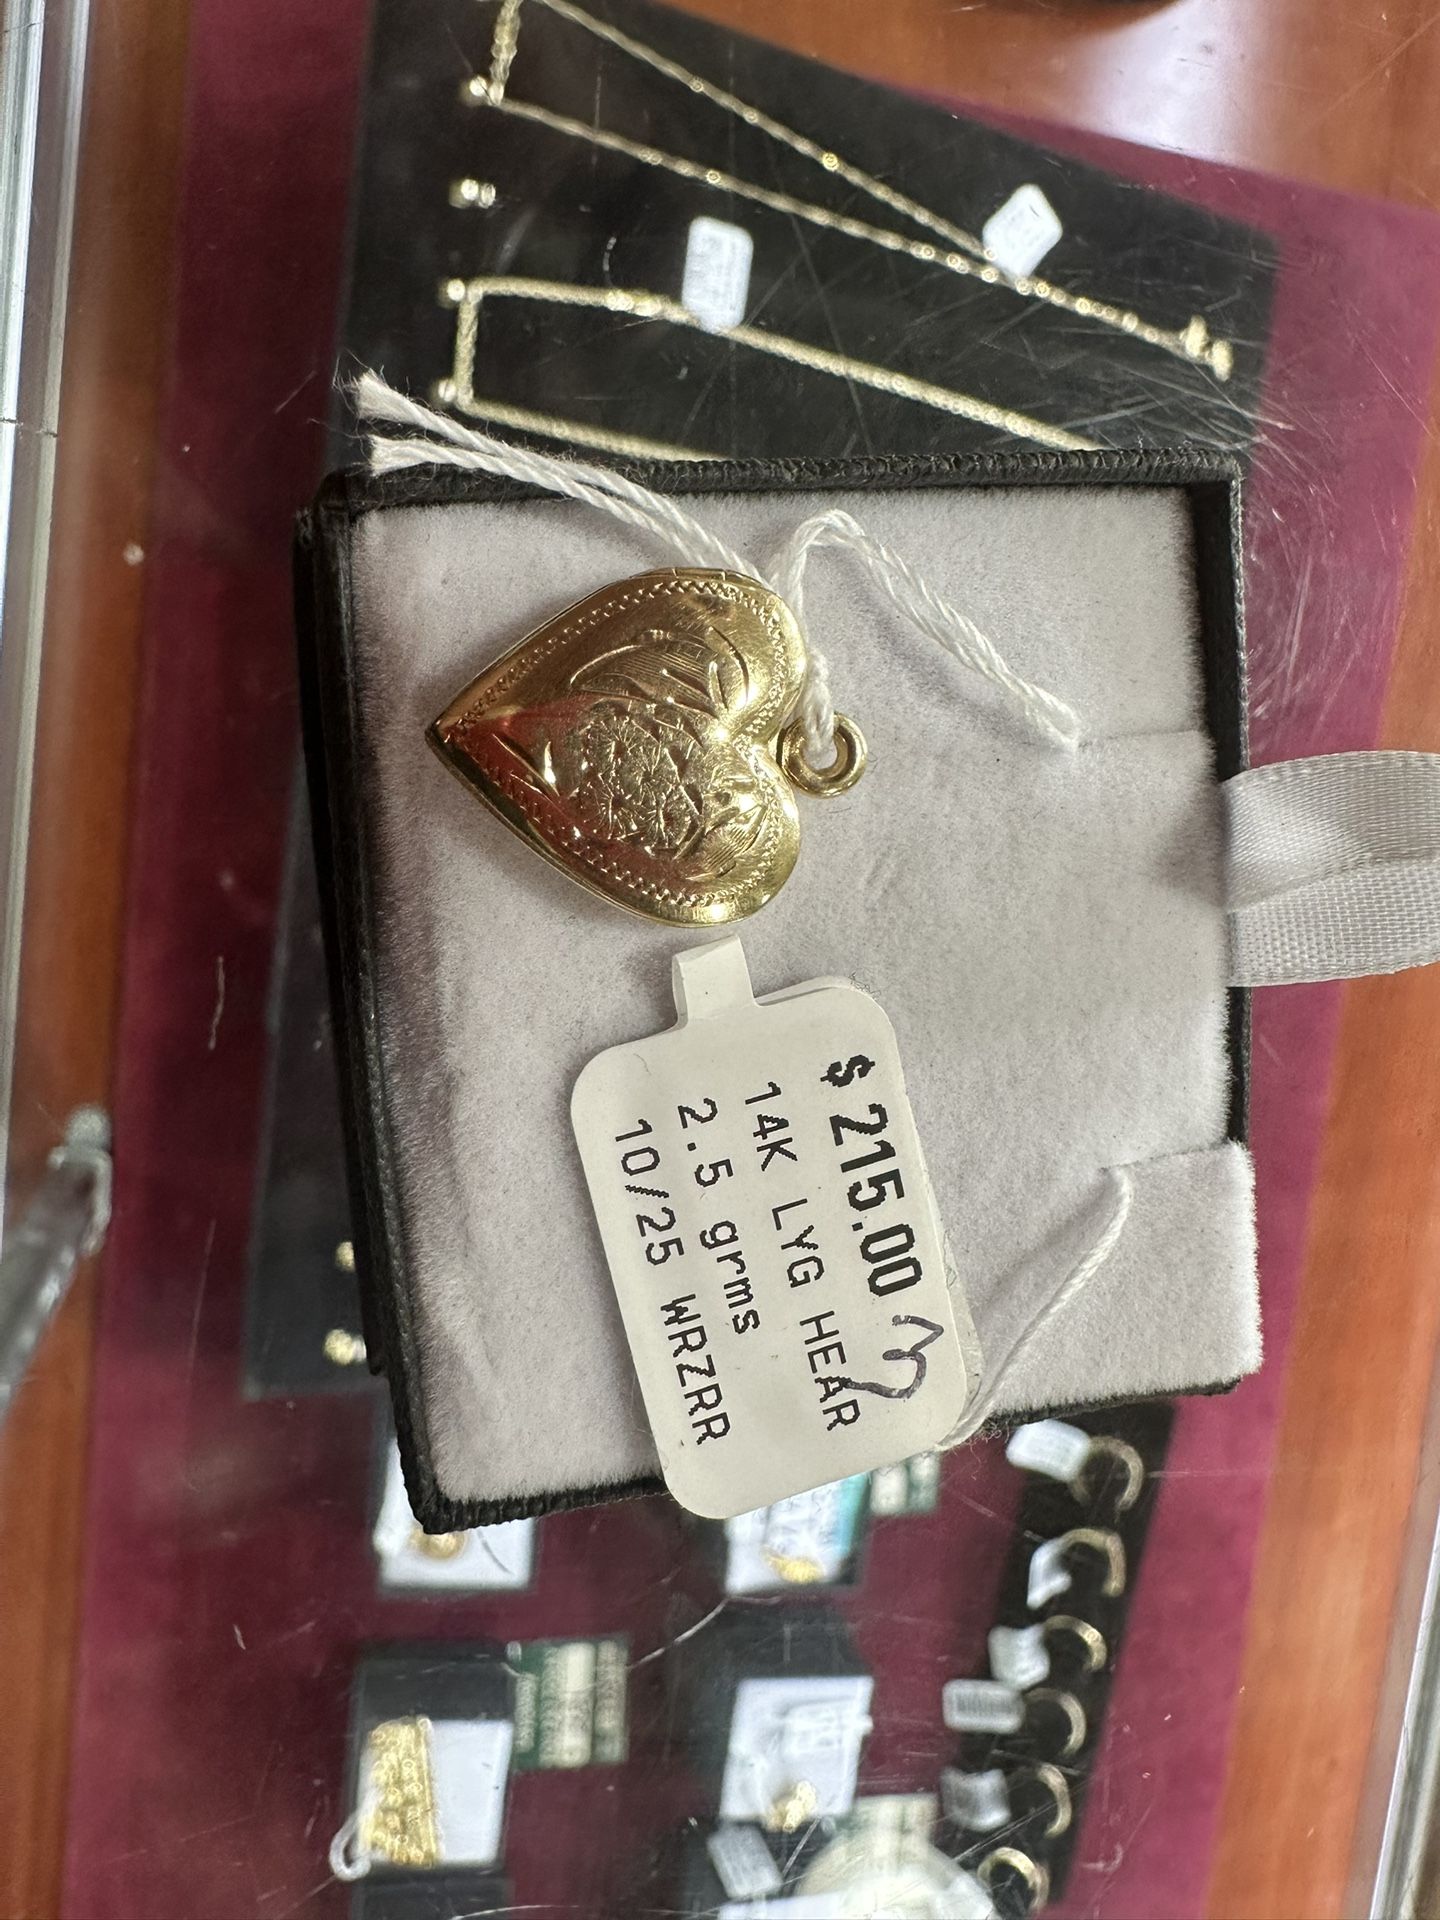 $ 215.00
14K LYG HEAR
2.5 grms
10/25 WRZRR